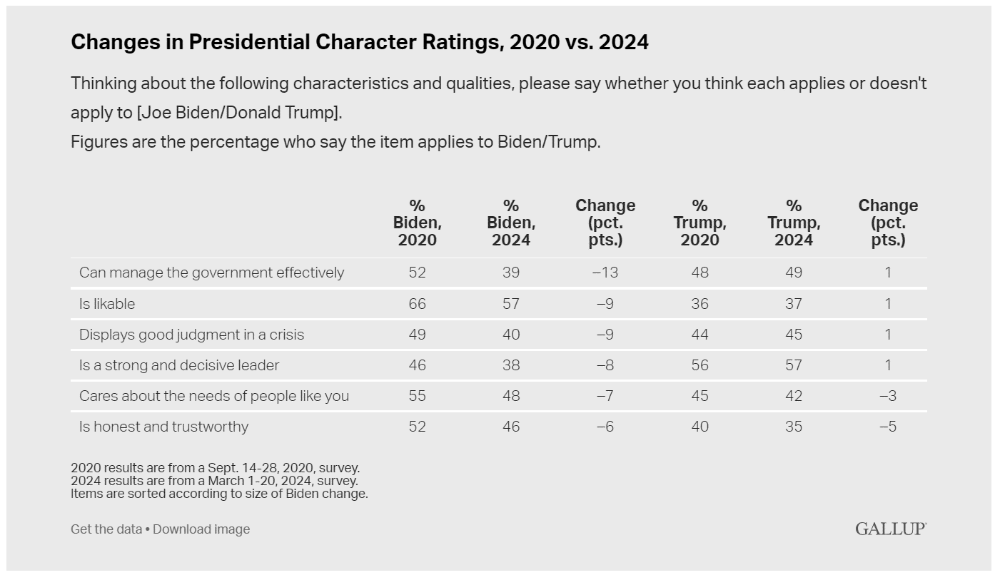 Changes in Presidential Character Ratings, 2020 vs. 2024
Thinking about the following characteristics and qualities, please say whether you think each applies or doesn't
apply to [Joe Biden/Donald Trump].
Figures are the percentage who say the item applies to Biden/Trump.
% Biden, 2020 % Biden, 2024 Change (pct. pts.) % Trump, 2020 % Trump, 2024 Change (pct. pts.)
Can manage the government effectively 52 39 –13 48 49 1
Is likable 66 57 –9 36 37 1
Displays good judgment in a crisis 49 40 –9 44 45 1
Is a strong and decisive leader 46 38 –8 56 57 1
Cares about the needs of people like you 55 48 –7 45 42 –3
Is honest and trustworthy 52 46 –6 40 35 –5
2020 results are from a Sept. 14-28, 2020, survey.
2024 results are from a March 1-20, 2024, survey.
Items are sorted according to size of Biden change.
Get the data • Download image
GALLUP